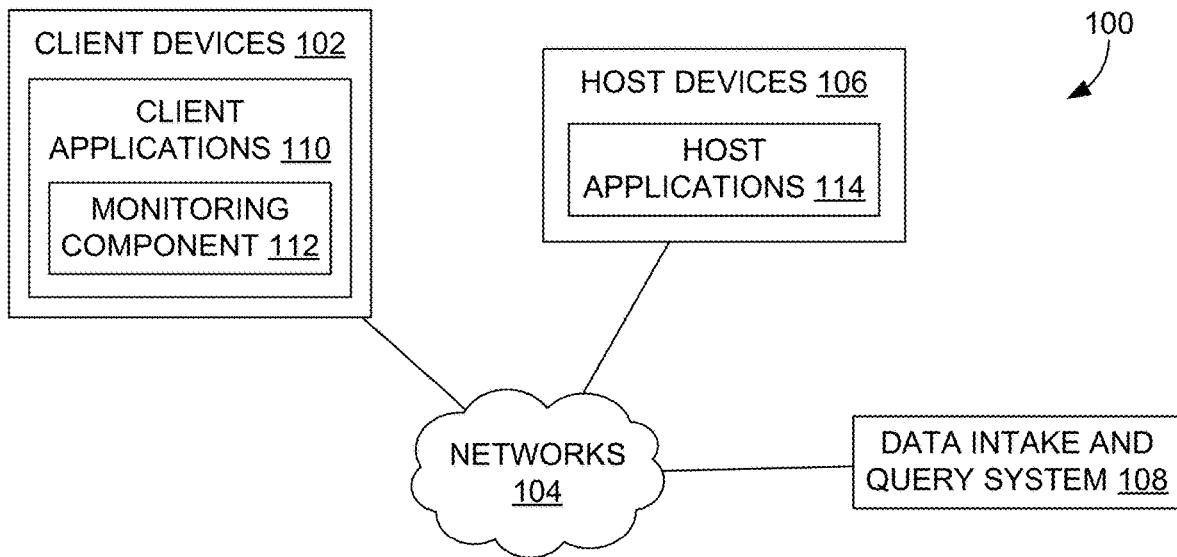 CLIENT DEVICES 102
CLIENT
APPLICATIONS 110
MONITORING
COMPONENT 112
HOST DEVICES 106
HOST
APPLICATIONS 114
100
NETWORKS
104
DATA INTAKE AND
QUERY SYSTEM 108